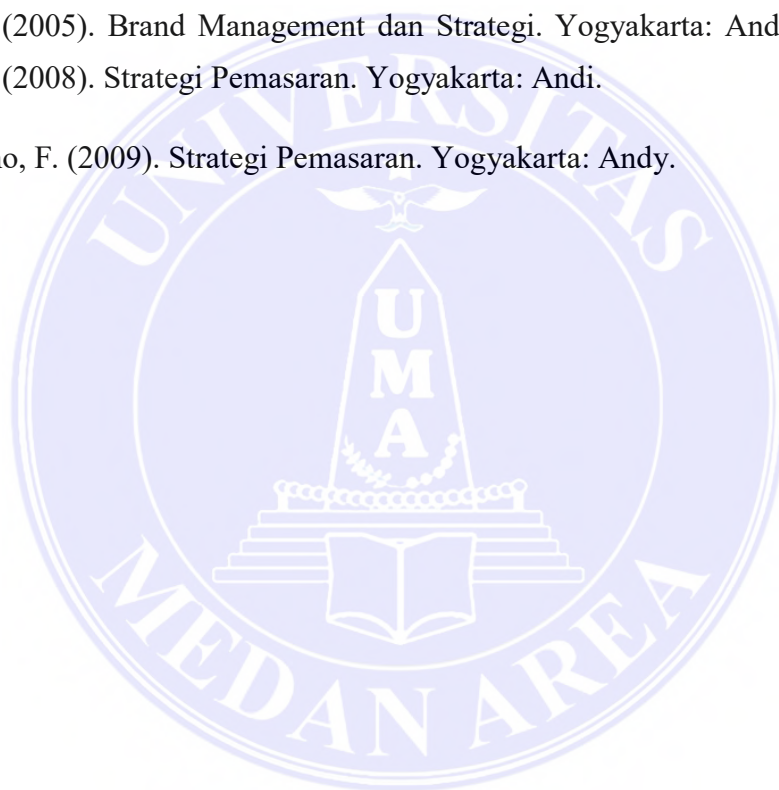 (2005). Brand Management dan Strategi. Yogyakarta: And
(2008). Strategi Pemasaran. Yogyakarta: Andi.
no, F. (2009). Strategi Pemasaran. Yogyakarta: Andy.
UNIVERSITAS
U
M
A
MEDAN AREA